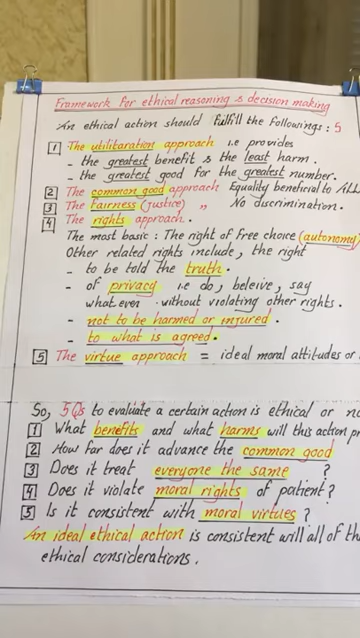 Framework for ethical reasoning & decision making
An ethical action should fulfill the followings : 5
1 The utilitaration approach i.e provides
- the greatest benefit & the least harm.
- the greatest good for the greatest number.
2 The common good approach Equality beneficial to All
3 The Fairness (Justice) " No discrimination.
4 The rights approach.
The most basic : The right of free choice (autonomy)
Other related rights include, the right
- to be told the truth.
- of privacy i.e do, beleive, say
what ever without violating other rights.
- not to be harmed or injured.
- to what is agreed.
5 The virtue approach = ideal moral attitudes or
So, 5Qs to evaluate a certain action is ethical or
1 What benefits and what harms will this action
2 How far does it advance the common good
3 Does it treat everyone the same ?
4 Does it violate moral rights of patient ?
5 Is it consistent with moral virtues ?
An ideal ethical action is consistent will all of the
ethical considerations.